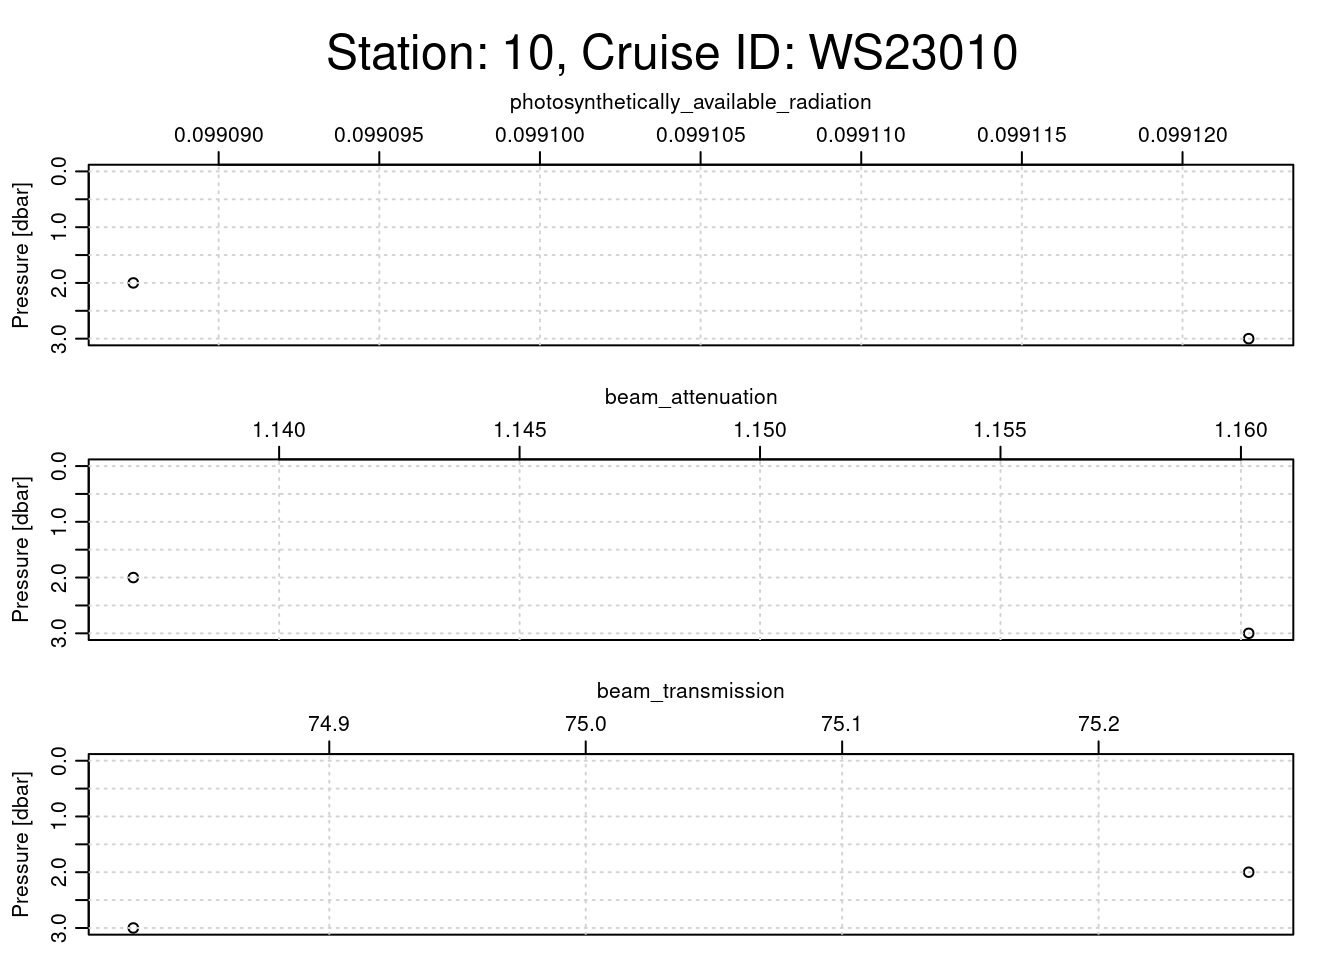 Station: 10, Cruise ID: WS23010
photosynthetically_available_radiation
0.099090 0.099095 0.099100 0.099105 0.099110 0.099115 0.099120
Pressure [dbar]
0.0
1.0
2.0
3.0
beam_attenuation
1.140 1.145 1.150 1.155 1.160
Pressure [dbar]
0.0
1.0
2.0
3.0
beam_transmission
74.9 75.0 75.1 75.2
Pressure [dbar]
0.0
1.0
2.0
3.0